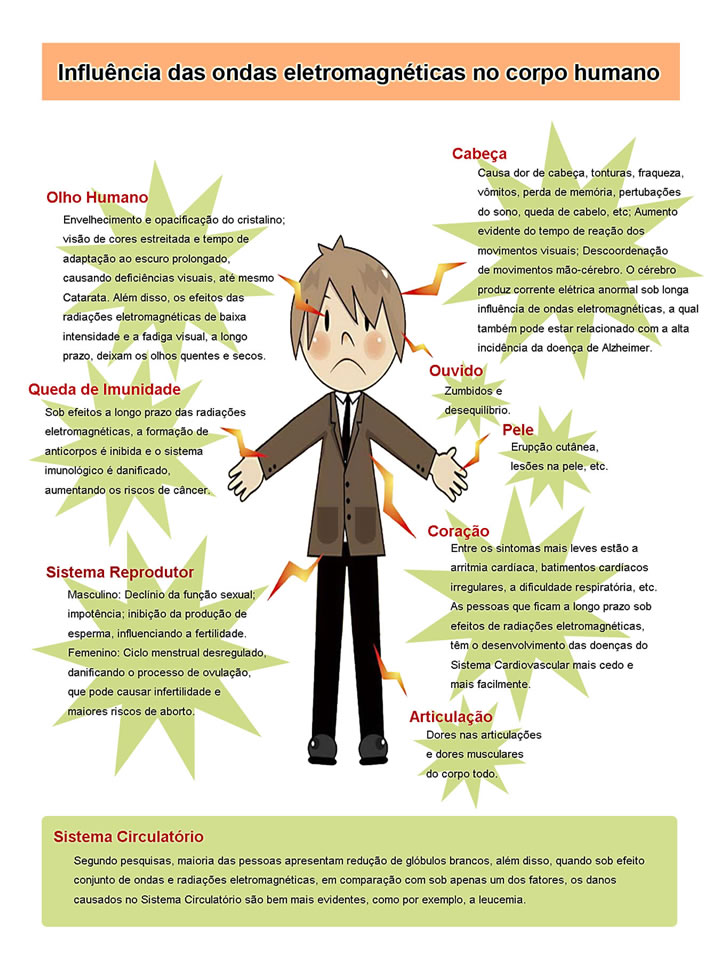 Influência das ondas eletromagnéticas no corpo humano
Cabeça
Causa dor de cabeça, tonturas, fraqueza,
vômitos, perda de memória, pertubações
do sono, queda de cabelo, etc; Aumento
evidente do tempo de reação dos
movimentos visuais; Descoordenação
de movimentos mão-cérebro. O cérebro
produz corrente elétrica anormal sob longa
influência de ondas eletromagnéticas, a qual
também pode estar relacionado com a alta
incidência da doença de Alzheimer.
Olho Humano
Envelhecimento e opacificação do cristalino;
visão de cores estreitada e tempo de
adaptação ao escuro prolongado,
causando deficiências visuais, até mesmo
Catarata. Além disso, os efeitos das
radiações eletromagnéticas de baixa
intensidade e a fadiga visual, a longo
prazo, deixam os olhos quentes e secos.
Ouvido
Zumbidos e
desequilíbrio.
Queda de Imunidade
Sob efeitos a longo prazo das radiações
eletromagnéticas, a formação de
anticorpos é inibida e o sistema
imunológico é danificado,
aumentando os riscos de câncer.
Pele
Erupção cutânea,
lesões na pele, etc.
Coração
Entre os sintomas mais leves estão a
arritmia cardíaca, batimentos cardíacos
irregulares, a dificuldade respiratória, etc.
As pessoas que ficam a longo prazo sob
efeitos de radiações eletromagnéticas,
têm o desenvolvimento das doenças do
Sistema Cardiovascular mais cedo e
mais facilmente.
Sistema Reprodutor
Masculino: Declínio da função sexual;
impotência; inibição da produção de
esperma, influenciando a fertilidade.
Femenino: Ciclo menstrual desregulado,
danificando o processo de ovulação,
que pode causar infertilidade e
maiores riscos de aborto.
Articulação
Dores nas articulações
e dores musculares
do corpo todo.
Sistema Circulatório
Segundo pesquisas, maioria das pessoas apresentam redução de glóbulos brancos, além disso, quando sob efeito
conjunto de ondas e radiações eletromagnéticas, em comparação com sob apenas um dos fatores, os danos
causados no Sistema Circulatório são bem mais evidentes, como por exemplo, a leucemia.